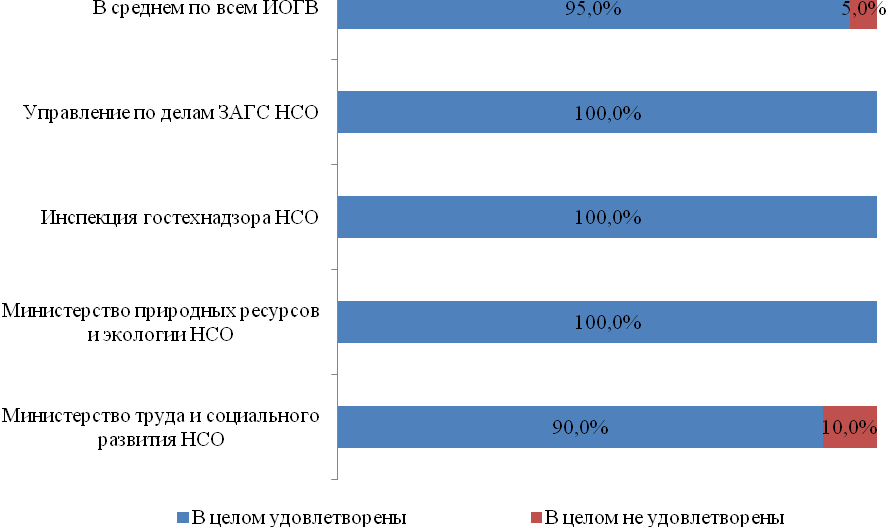 В среднем по всем ИОГВ
95,0%
5,0%
Управление по делам ЗАГС НСО
100,0%
Инспекция гостехнадзора НСО
100,0%
Министерство природных ресурсов
и экологии НСО
100,0%
Министерство труда и социального
развития НСО
90,0%
10,0%
В целом удовлетворены
В целом не удовлетворены